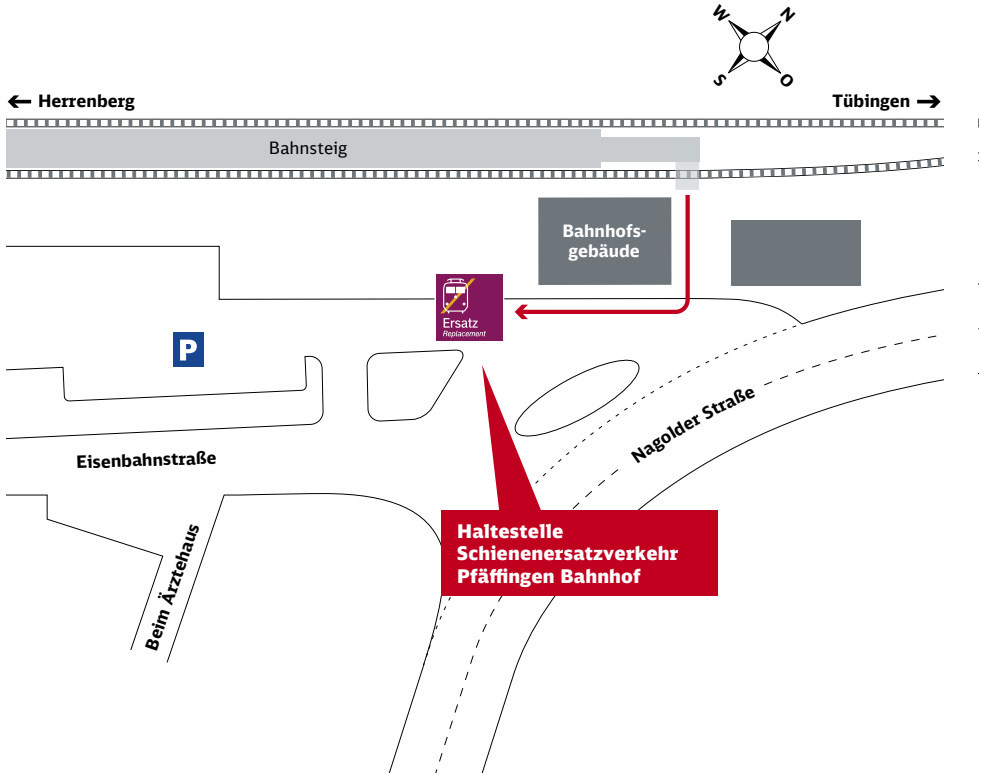 W
N
S
O
Herrenberg
Tübingen
Bahnsteig
Bahnhofs-
gebäude
Ersatz
Replacement
P
Nagolder Straße
Eisenbahnstraße
Beim Ärztehaus
Haltestelle
Schienenersatzverkehr
Pfäffingen Bahnhof